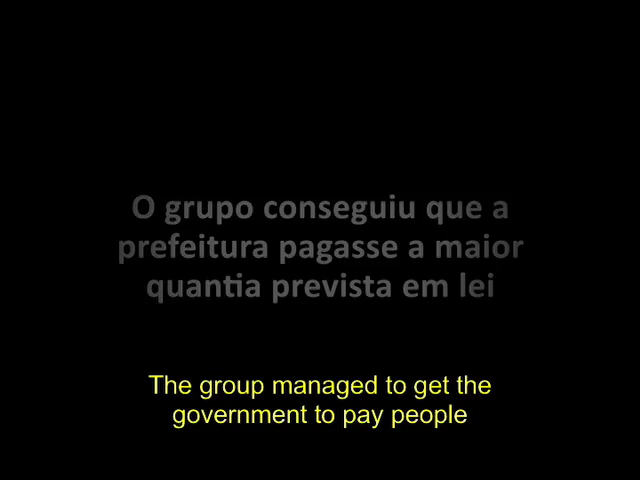 O grupo conseguiu que a
prefeitura pagasse a maior
quantia prevista em lei
The group managed to get the
government to pay people